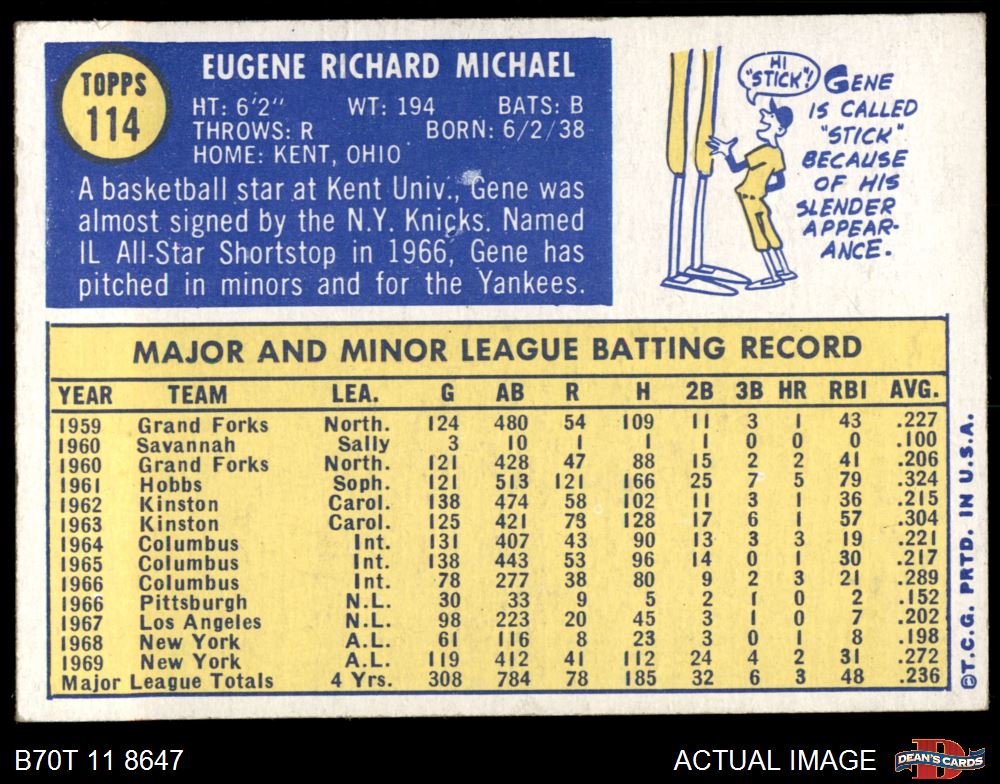 TOPPS
114
EUGENE RICHARD MICHAEL
HT: 6'2" WT: 194 BATS: B
THROWS: R BORN: 6/2/38
HOME: KENT, OHIO
A basketball star at Kent Univ., Gene was
almost signed by the N.Y. Knicks. Named
IL All-Star Shortstop in 1966, Gene has
pitched in minors and for the Yankees.
HI
"STICK"!
GENE
IS CALLED
"STICK"
BECAUSE
OF HIS
SLENDER
APPEAR-
ANCE.
MAJOR AND MINOR LEAGUE BATTING RECORD
YEAR TEAM LEA. G AB R H 2B 3B HR RBI AVG.
1959 Grand Forks North. 124 480 54 109 11 3 1 43 .227
1960 Savannah Sally 3 10 1 1 1 0 0 0 .100
1960 Grand Forks North. 121 428 47 88 15 2 2 41 .206
1961 Hobbs Soph. 121 513 121 166 25 7 5 79 .324
1962 Kinston Carol. 138 474 58 102 11 3 1 36 .215
1963 Kinston Carol. 125 421 73 128 17 6 1 57 .304
1964 Columbus Int. 131 407 43 90 13 3 3 19 .221
1965 Columbus Int. 138 443 53 96 14 0 1 30 .217
1966 Columbus Int. 78 277 38 80 9 2 3 21 .289
1966 Pittsburgh N.L. 30 33 9 5 2 1 0 2 .152
1967 Los Angeles N.L. 98 223 20 45 3 1 0 7 .202
1968 New York A.L. 61 116 8 23 3 0 1 8 .198
1969 New York A.L. 119 412 41 112 24 4 2 31 .272
Major League Totals 4 Yrs. 308 784 78 185 32 6 3 48 .236
©T.C.G. PRTD. IN U.S.A.
B70T 11 8647
ACTUAL IMAGE
D
DEAN'S CARDS